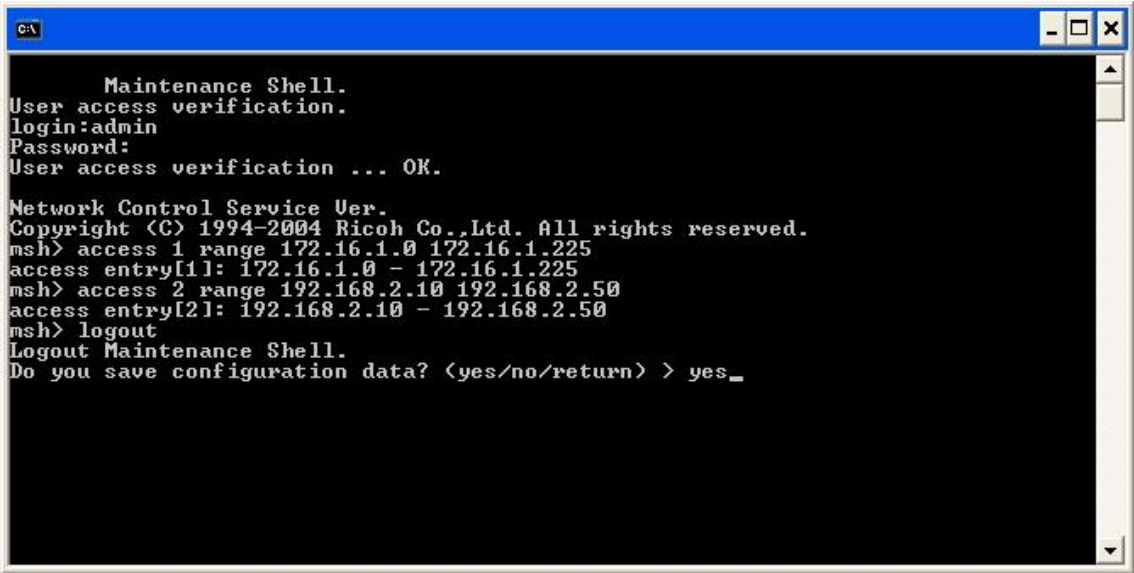 C:\
Maintenance Shell.
User access verification.
login:admin
Password:
User access verification ... OK.
Network Control Service Ver.
Copyright (C) 1994-2004 Ricoh Co.,Ltd. All rights reserved.
msh> access 1 range 172.16.1.0 172.16.1.225
access entry[1]: 172.16.1.0 - 172.16.1.225
msh> access 2 range 192.168.2.10 192.168.2.50
access entry[2]: 192.168.2.10 - 192.168.2.50
msh> logout
Logout Maintenance Shell.
Do you save configuration data? (yes/no/return) > yes_